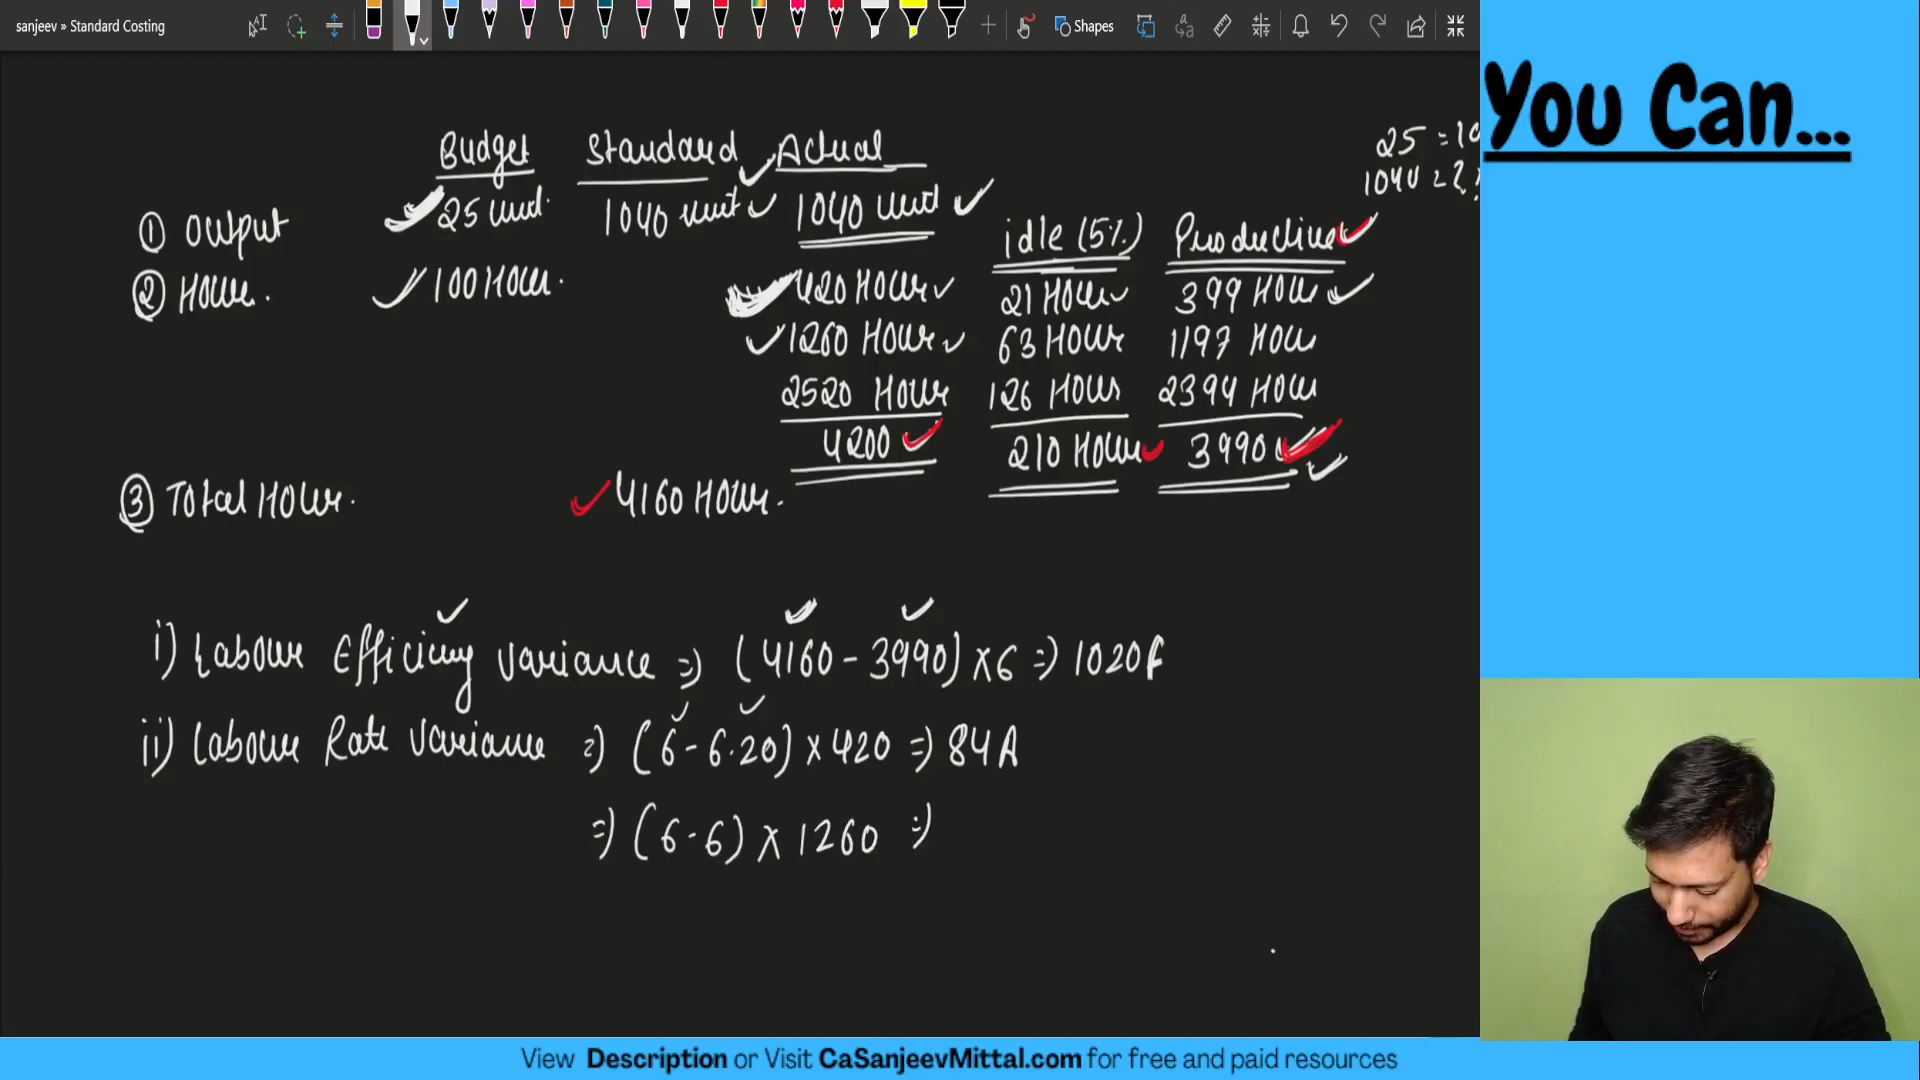 sanjeev » Standard Costing
Shapes
You Can...
Budget Standard Actual
25 = 10
1040 = ??
① Output 25 unit. 1040 unit 1040 unit
idle (5%) Productive
② Hour. 100 Hour. 420 Hour 21 Hour 399 Hour
1260 Hour 63 Hour 1197 Hour
2520 Hour 126 Hour 2394 Hour
4200 210 Hour 3990
③ Total Hour. 4160 Hour.
i) Labour Efficiency Variance => (4160 - 3990) x 6 => 1020F
ii) Labour Rate Variance => (6 - 6.20) x 420 => 84A
=> (6 - 6) x 1260 =>
View Description or Visit CaSanjeevMittal.com for free and paid resources